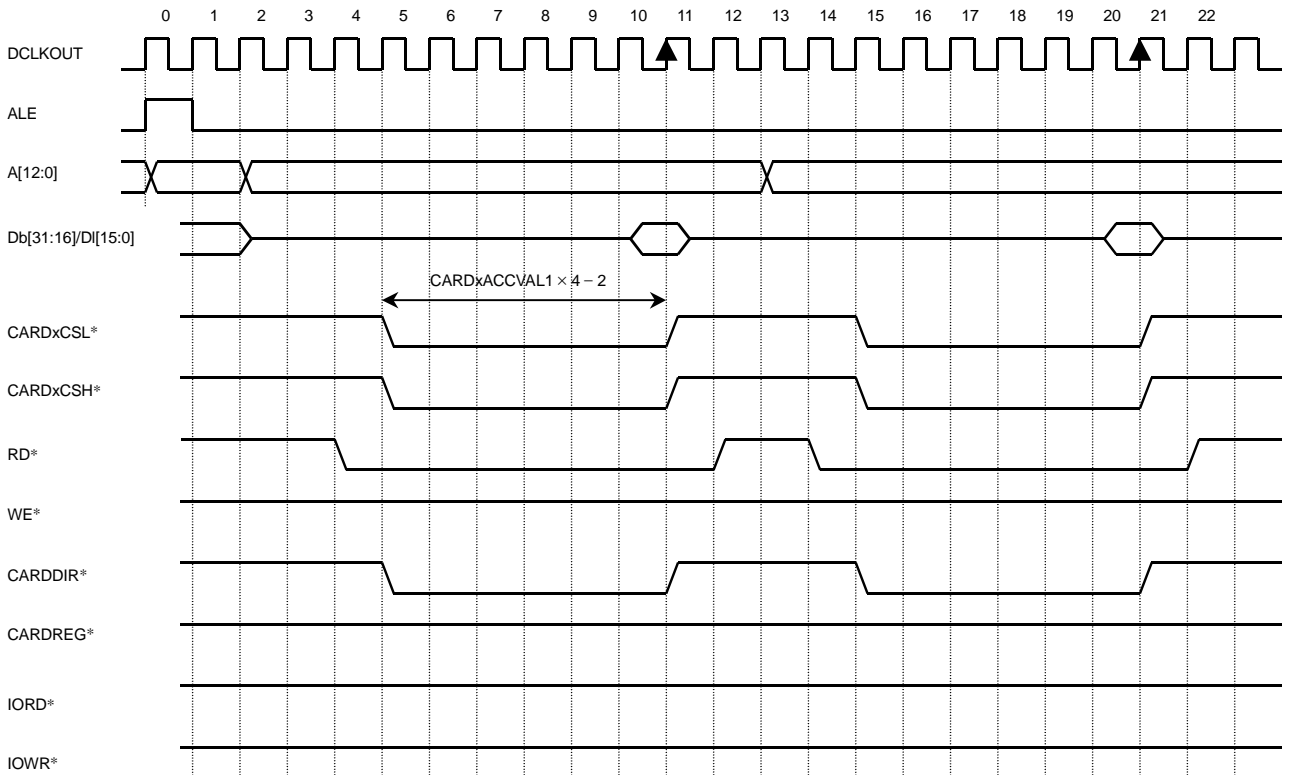 0 1 2 3 4 5 6 7 8 9 10 11 12 13 14 15 16 17 18 19 20 21 22
DCLKOUT
ALE
A[12:0]
Db[31:16]/Dl[15:0]
CARDxACCVAL1 × 4 − 2
CARDxCSL*
CARDxCSH*
RD*
WE*
CARDDIR*
CARDREG*
IORD*
IOWR*